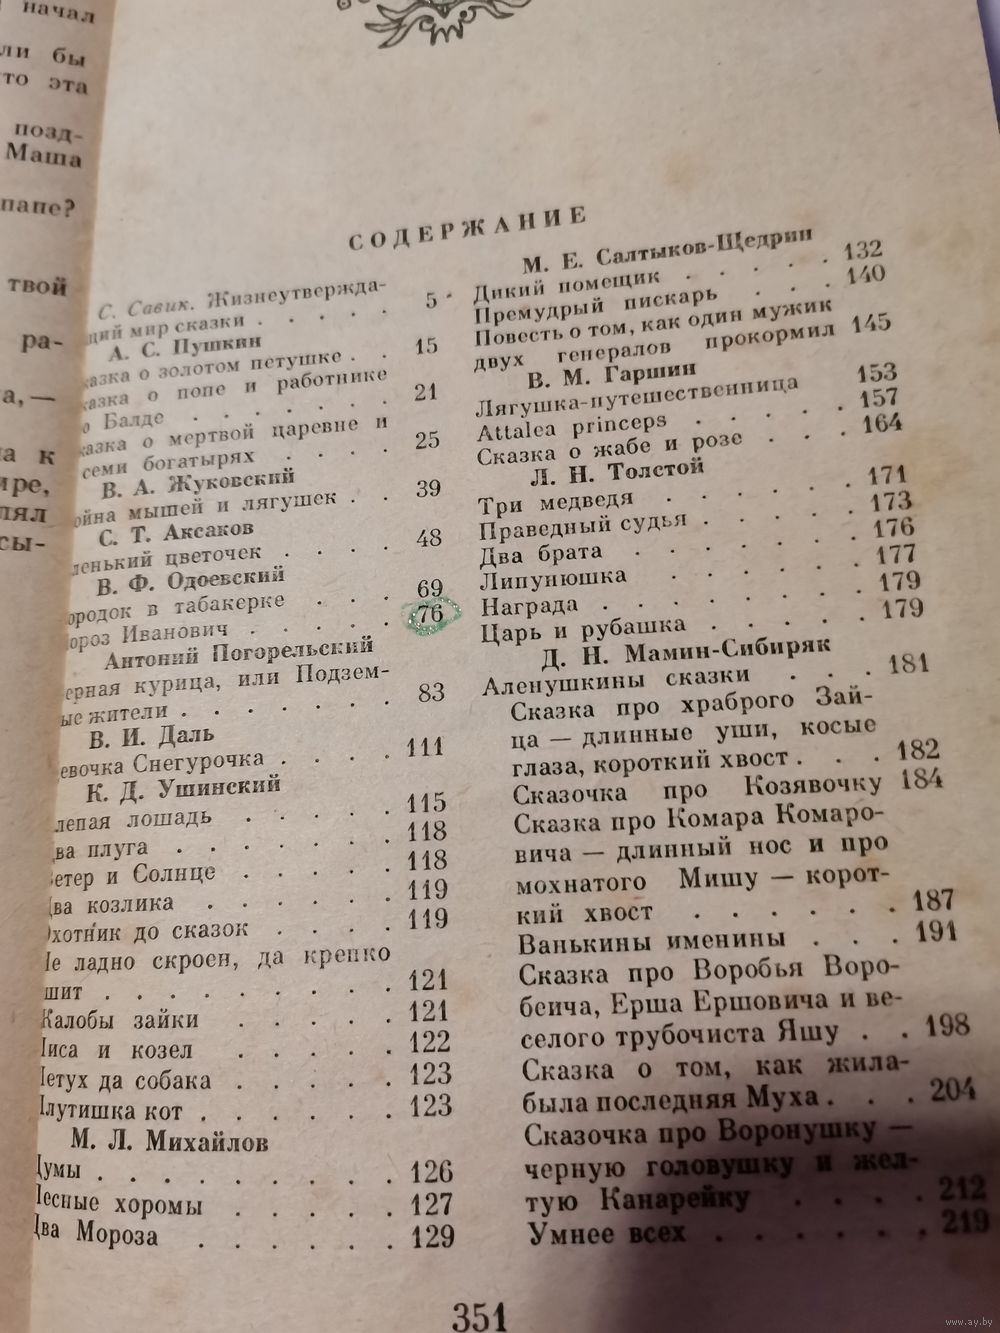 начал
ли бы
то эта
позд-
Маша
папе?
твой
ра-
а, —
а к
ире,
лял
сы-
СОДЕРЖАНИЕ
С. Савик. Жизнеутвержда-
щий мир сказки . . . . . 5
А. С. Пушкин
казка о золотом петушке . . 15
казка о попе и работнике
о Балде . . . . . . . 21
казка о мертвой царевне и
семи богатырях . . . . 25
В. А. Жуковский
ойна мышей и лягушек . . 39
С. Т. Аксаков
ленький цветочек . . . . 48
В. Ф. Одоевский
ородок в табакерке . . . 69
ороз Иванович . . . . . 76
Антоний Погорельский
ерная курица, или Подзем-
ые жители . . . . . . . 83
В. И. Даль
евочка Снегурочка . . . . 111
К. Д. Ушинский
лепая лошадь . . . . . 115
ва плуга . . . . . . . 118
етер и Солнце . . . . . 118
ва козлика . . . . . . 119
хотник до сказок . . . . 119
е ладно скроен, да крепко
шит . . . . . . . . . 121
Жалобы зайки . . . . . 121
иса и козел . . . . . 122
етух да собака . . . . . 123
лутишка кот . . . . . . 123
М. Л. Михайлов
Думы . . . . . . . . . 126
Лесные хоромы . . . . . 127
Два Мороза . . . . . . 129
М. Е. Салтыков-Щедрин
Дикий помещик . . . . . 132
Премудрый пискарь . . . 140
Повесть о том, как один мужик
двух генералов прокормил 145
В. М. Гаршин
Лягушка-путешественница 153
Attalea princeps . . . . 157
Сказка о жабе и розе . . . 164
Л. Н. Толстой
Три медведя . . . . . 171
Праведный судья . . . . . 173
Два брата . . . . . . 176
Липунюшка . . . . . 177
Награда . . . . . . . 179
Царь и рубашка . . . . . 179
Д. Н. Мамин-Сибиряк
Аленушкины сказки . . . 181
Сказка про храброго Зай-
ца — длинные уши, косые
глаза, короткий хвост . . . 182
Сказочка про Козявочку 184
Сказка про Комара Комаро-
вича — длинный нос и про
мохнатого Мишу — корот-
кий хвост . . . . . . 187
Ванькины именины . . . 191
Сказка про Воробья Воро-
беича, Ерша Ершовича и ве-
селого трубочиста Яшу . . 198
Сказка о том, как жила-
была последняя Муха . . . 204
Сказочка про Воронушку —
черную головушку и жел-
тую Канарейку . . . . 212
Умнее всех . . . . . . 219
351
www.ay.by